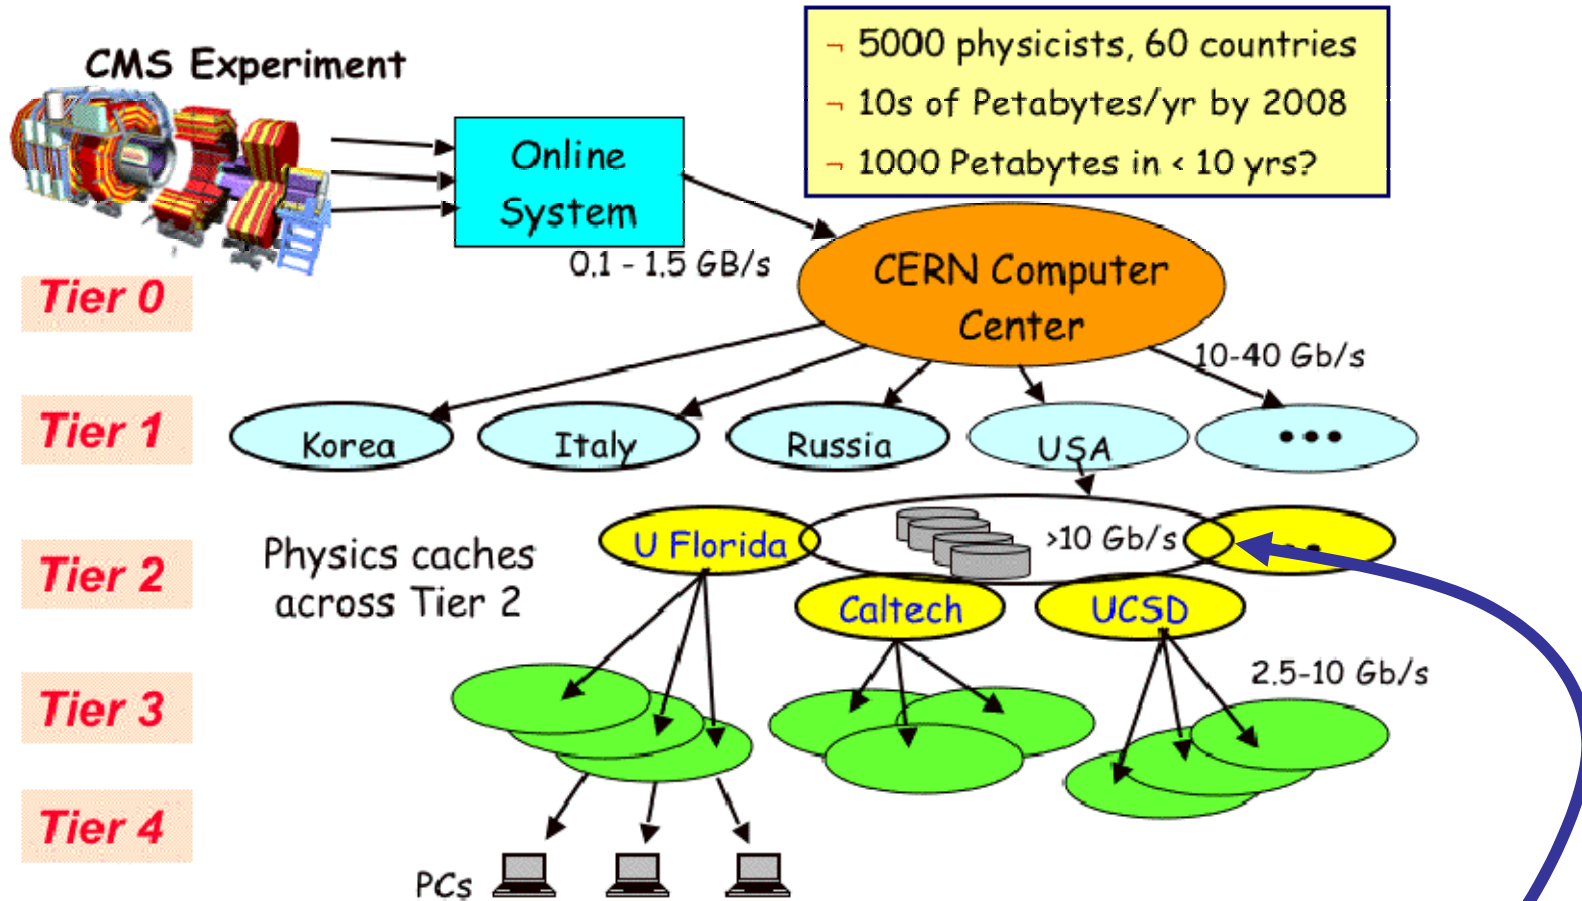 CMS Experiment
¬ 5000 physicists, 60 countries
¬ 10s of Petabytes/yr by 2008
¬ 1000 Petabytes in < 10 yrs?
Online
System
0.1 - 1.5 GB/s
Tier 0
CERN Computer
Center
10-40 Gb/s
Tier 1
Korea
Italy
Russia
USA
•••
Tier 2
Physics caches
across Tier 2
U Florida
>10 Gb/s
Caltech
UCSD
Tier 3
2.5-10 Gb/s
Tier 4
PCs